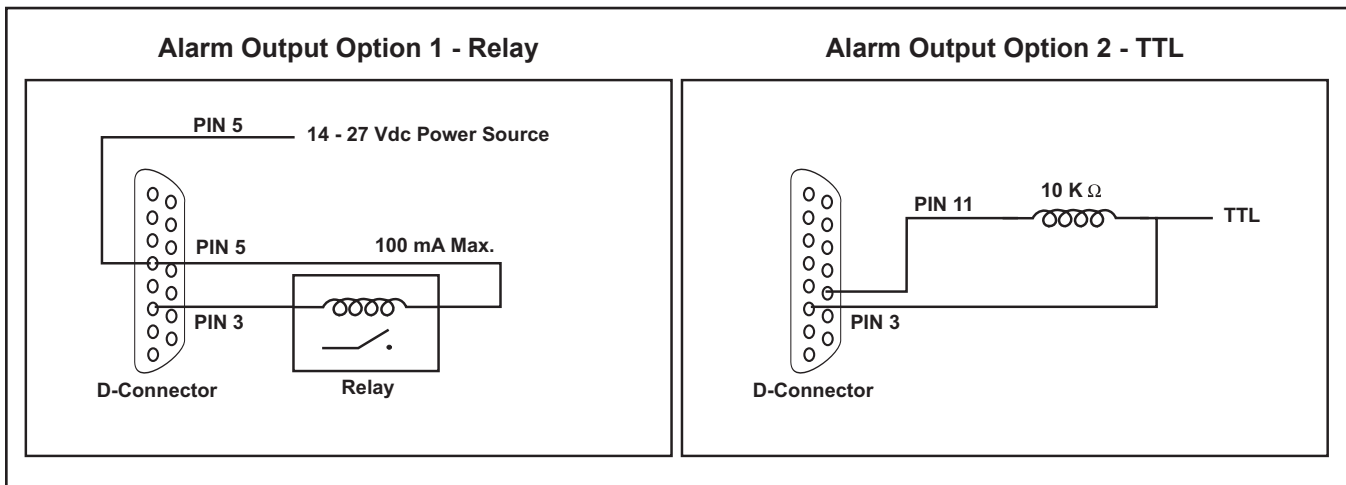 Alarm Output Option 1 - Relay
PIN 5
14 - 27 Vdc Power Source
PIN 5
100 mA Max.
PIN 3
D-Connector
Relay
Alarm Output Option 2 - TTL
10 K Ω
PIN 11
TTL
PIN 3
D-Connector